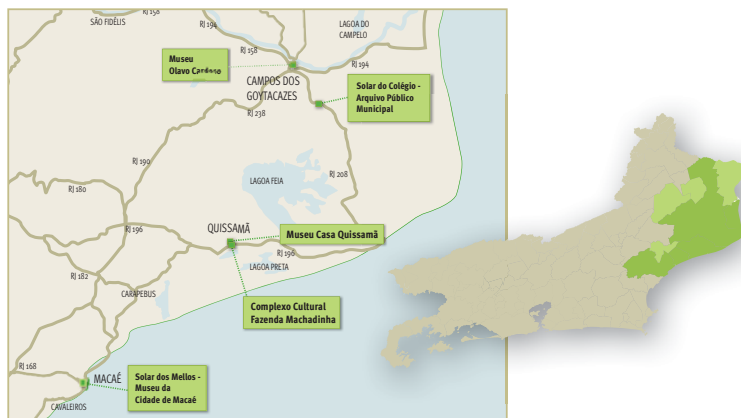 RJ 158
SÃO FIDÉLIS
RJ 194
LAGOA DO
CAMPELO
RJ 158
Museu
Olavo Cardoso
RJ 194
CAMPOS DOS
GOYTACAZES
Solar do Colégio -
Arquivo Público
Municipal
RJ 238
RJ 190
RJ 180
LAGOA FEIA
RJ 208
RJ 196
QUISSAMÃ
Museu Casa Quissamã
RJ 196
LAGOA PRETA
RJ 182
CARAPEBUS
Complexo Cultural
Fazenda Machadinha
RJ 168
MACAÉ
Solar dos Mellos -
Museu da
Cidade de Macaé
CAVALEIROS